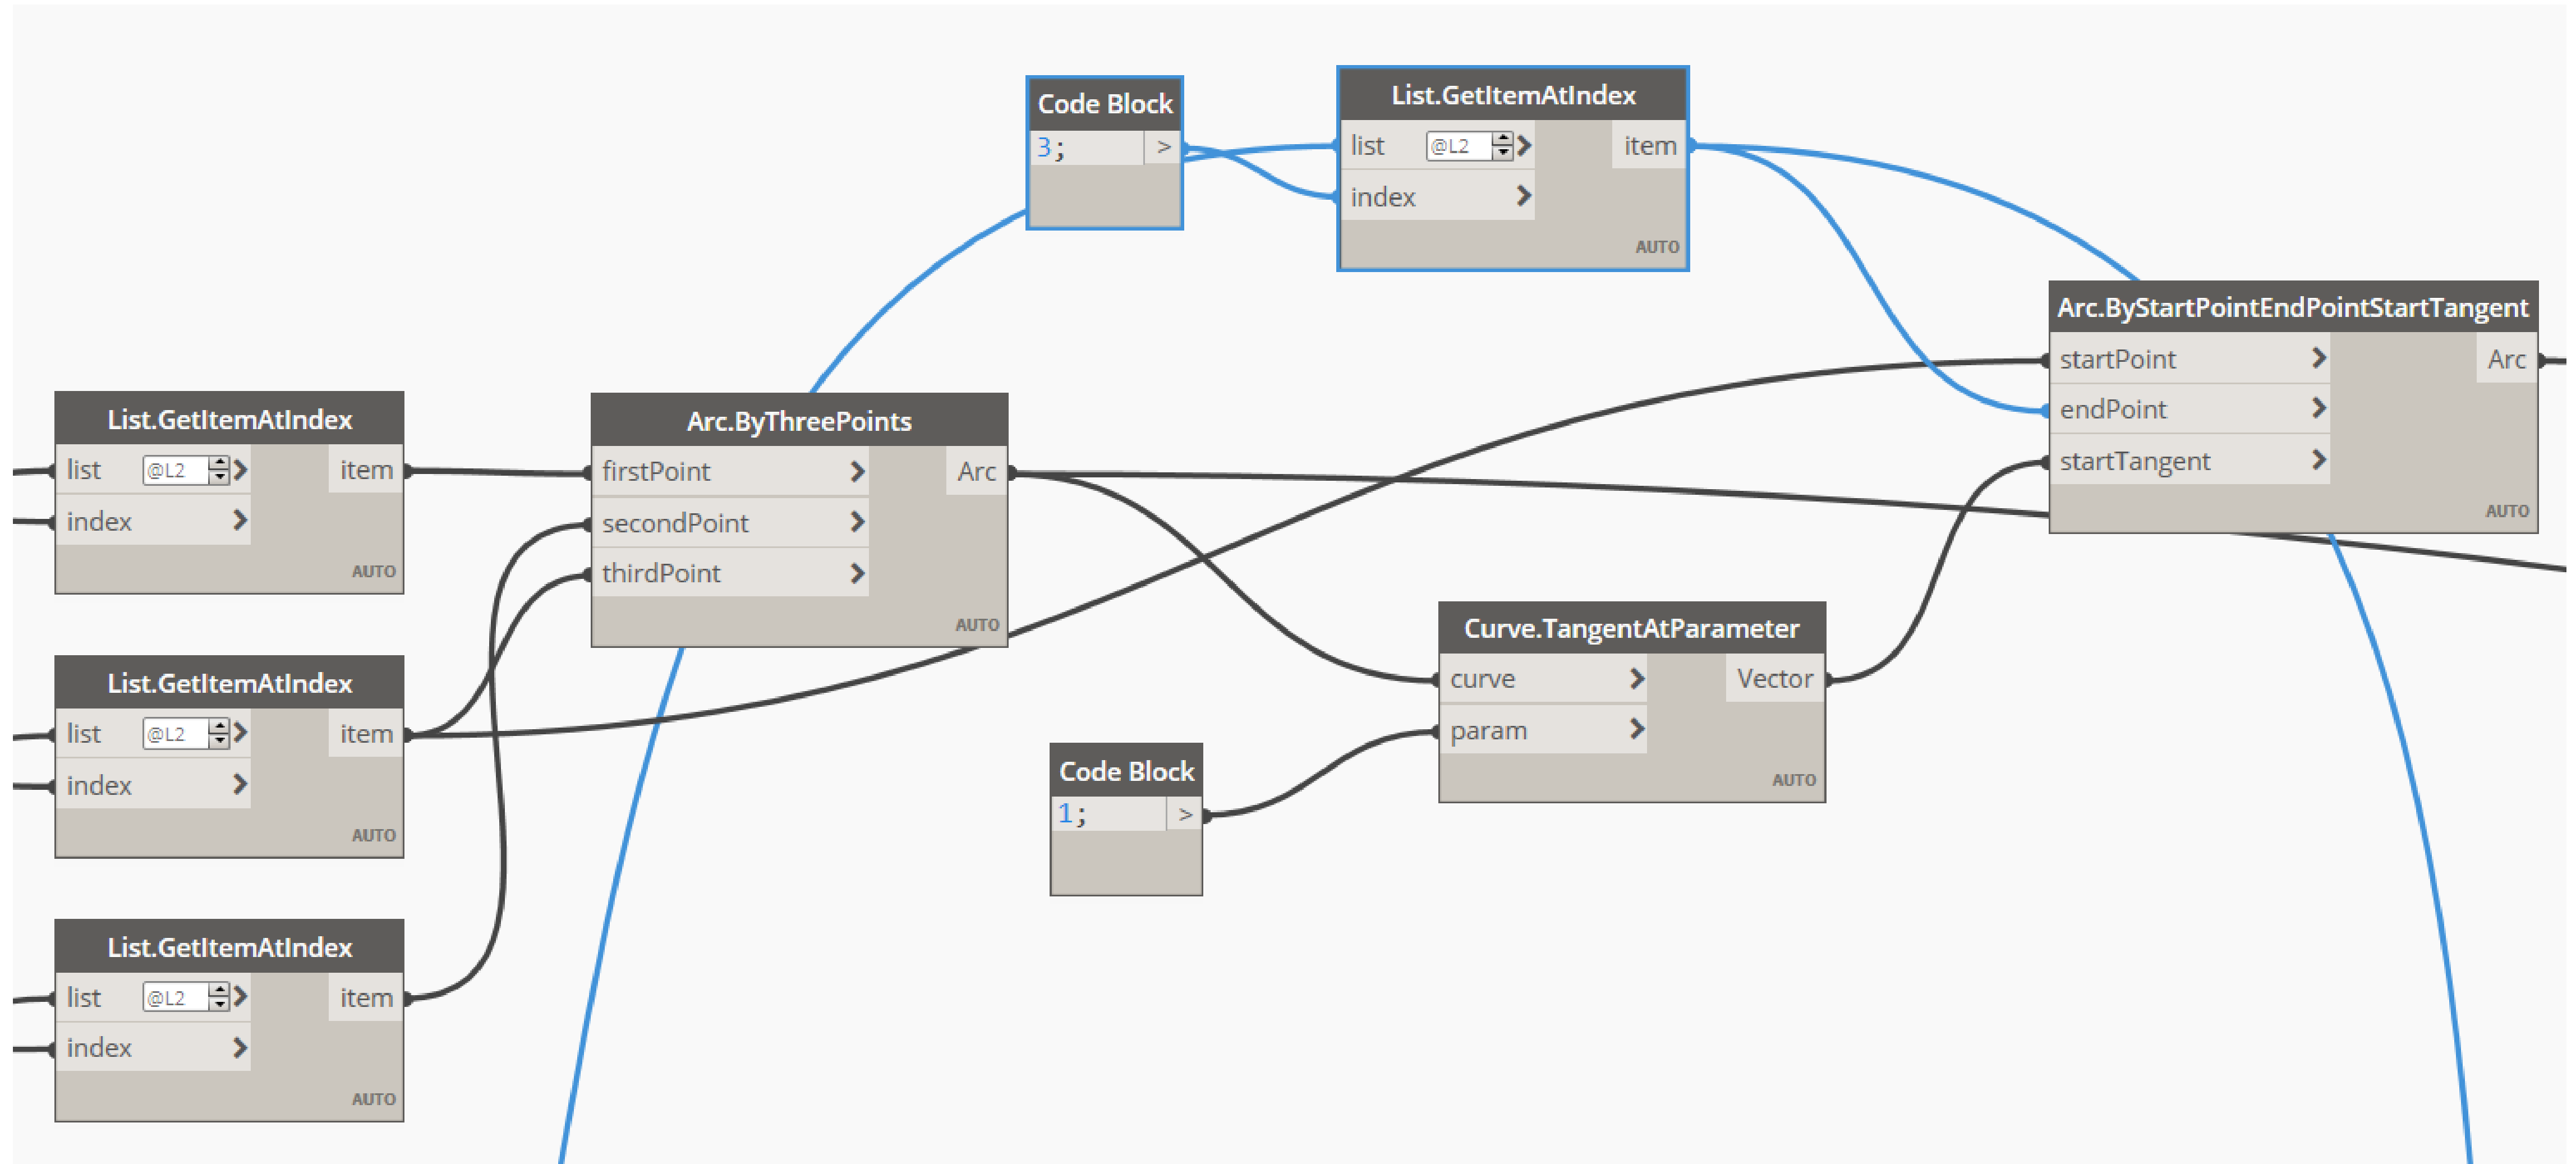 Code Block
3; >
List.GetItemAtIndex
list @L2 item
index
AUTO
Arc.ByStartPointEndPointStartTangent
startPoint Arc
endPoint
startTangent
AUTO
List.GetItemAtIndex
list @L2 item
index
AUTO
Arc.ByThreePoints
firstPoint Arc
secondPoint
thirdPoint
AUTO
List.GetItemAtIndex
list @L2 item
index
AUTO
Curve.TangentAtParameter
curve Vector
param
AUTO
Code Block
1; >
List.GetItemAtIndex
list @L2 item
index
AUTO